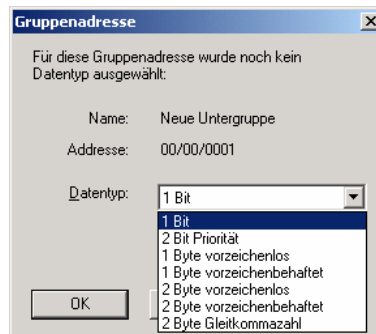 Gruppenadresse
Für diese Gruppenadresse wurde noch kein
Datentyp ausgewählt:
Name: Neue Untergruppe
Addresse: 00/00/0001
Datentyp: 1 Bit
1 Bit
2 Bit Priorität
1 Byte vorzeichenlos
1 Byte vorzeichenbehaftet
2 Byte vorzeichenlos
2 Byte vorzeichenbehaftet
2 Byte Gleitkommazahl
OK